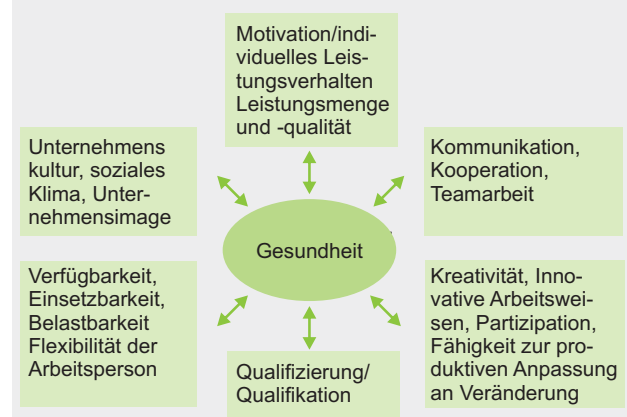 Motivation/indi-
viduelles Leis-
tungsverhalten
Leistungsmenge
und -qualität
Unternehmens
kultur, soziales
Klima, Unter-
nehmensimage
Kommunikation,
Kooperation,
Teamarbeit
Gesundheit
Verfügbarkeit,
Einsetzbarkeit,
Belastbarkeit
Flexibilität der
Arbeitsperson
Kreativität, Inno-
vative Arbeitswei-
sen, Partizipation,
Fähigkeit zur pro-
duktiven Anpassung
an Veränderung
Qualifizierung/
Qualifikation